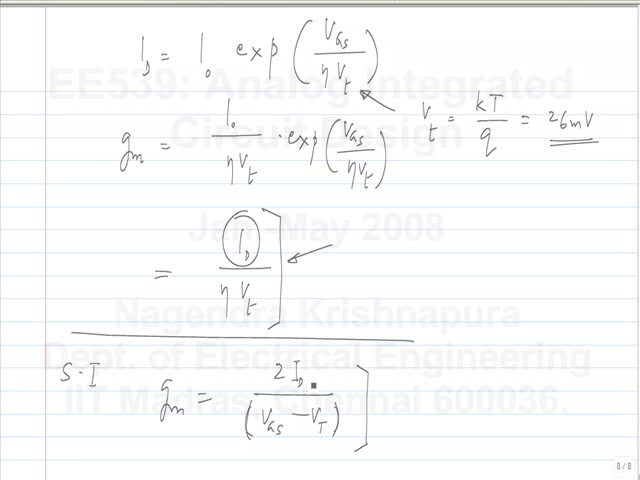 I_D = I_0 exp(V_GS / ηV_t)
EE539: Analog Integrated
Circuit Design
g_m = I_0 / ηV_t · exp(V_GS / ηV_t)
V_t = kT / q = 26mV
Jan-May 2008
= I_D / ηV_t
Nagendra Krishnapura
Dept. of Electrical Engineering
S.I g_m = 2I_D / (V_GS − V_T)
IIT Madras, Chennai 600036.
8/8